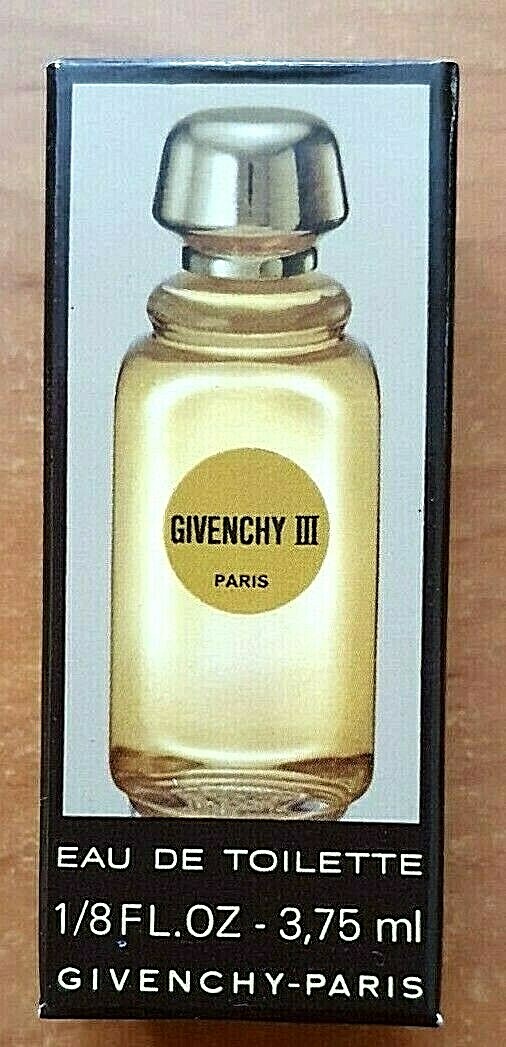 GIVENCHY III
PARIS
EAU DE TOILETTE
1/8 FL.OZ - 3,75 ml
GIVENCHY-PARIS